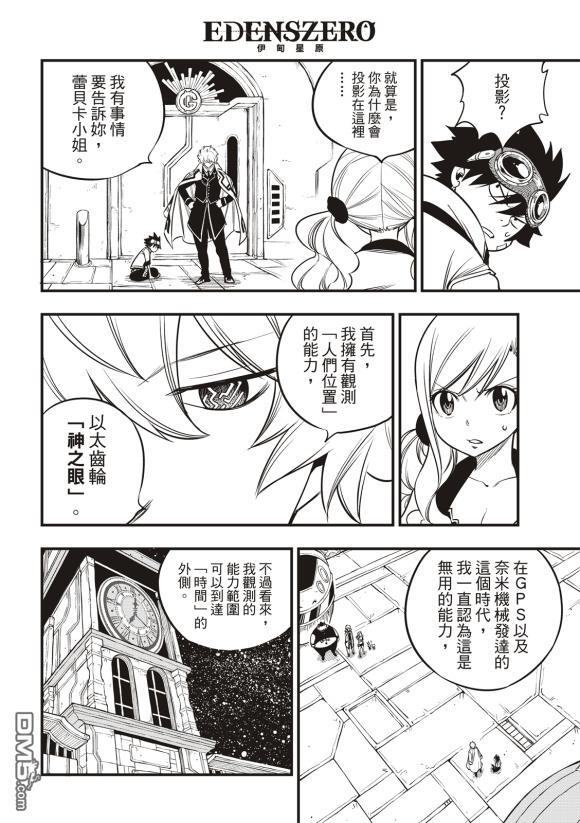 EDENSZERO
伊甸星原
投影？
就算是，
你為什麼會
投影在這裡
……
我有事情
要告訴妳，
蕾貝卡小姐。
首先，
我擁有觀測
「人們位置」
的能力，
以太齒輪
「神之眼」。
在GPS以及
奈米機械發達的
這個時代，
我一直認為這是
無用的能力，
不過看來，
我觀測的
能力範圍
可以到達
「時間」的
外側。
DM5.COM